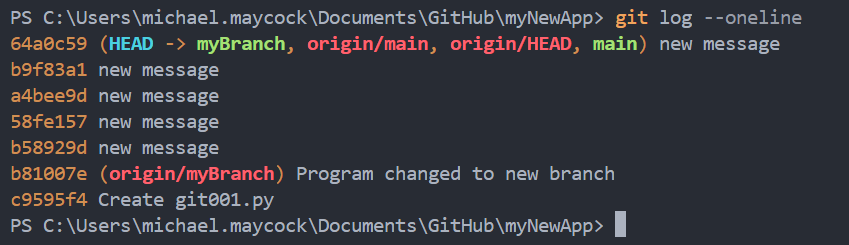 PS C:\Users\michael.maycock\Documents\GitHub\myNewApp> git log --oneline
64a0c59 (HEAD -> myBranch, origin/main, origin/HEAD, main) new message
b9f83a1 new message
a4bee9d new message
58fe157 new message
b58929d new message
b81007e (origin/myBranch) Program changed to new branch
c9595f4 Create git001.py
PS C:\Users\michael.maycock\Documents\GitHub\myNewApp>